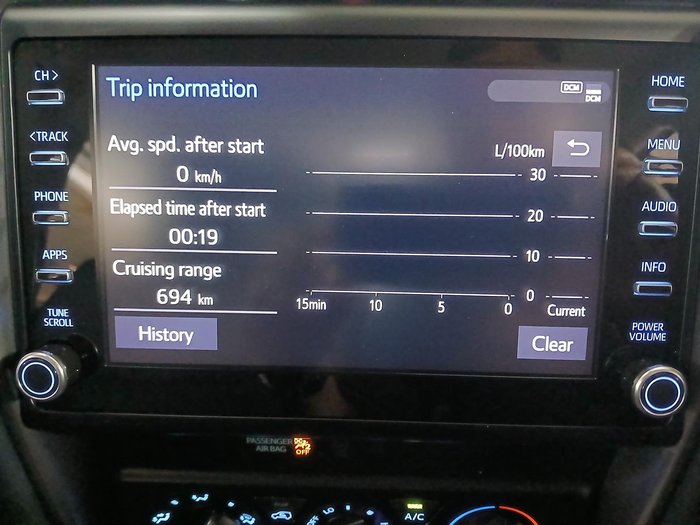 CH >
<TRACK
PHONE
APPS
TUNE
SCROLL
Trip information
DCM
DCM
Avg. spd. after start
0 km/h
Elapsed time after start
00:19
Cruising range
694 km
History
L/100km
30
20
10
0
15min 10 5 0 Current
Clear
HOME
MENU
AUDIO
INFO
POWER
VOLUME
PASSENGER
AIR BAG
OFF
LO
A/C